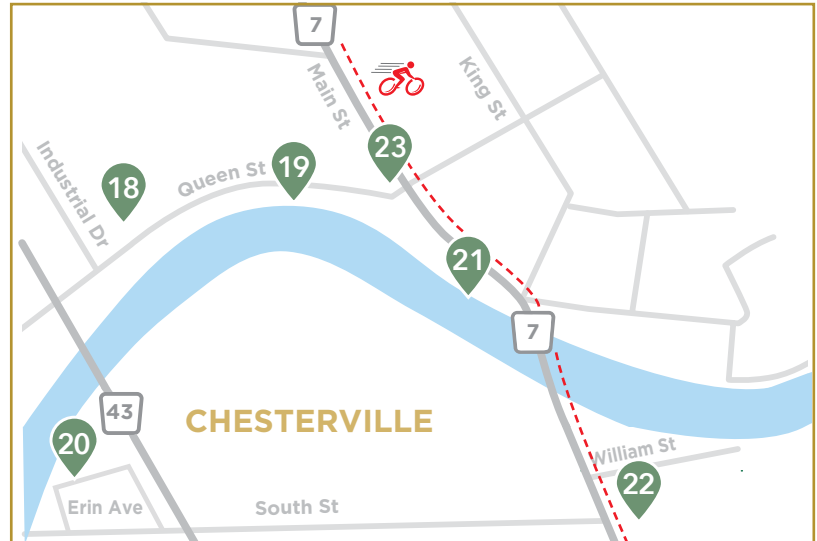 7
Main St
King St
23
19
Queen St
18
Industrial Dr
21
7
43
CHESTERVILLE
20
William St
22
Erin Ave
South St